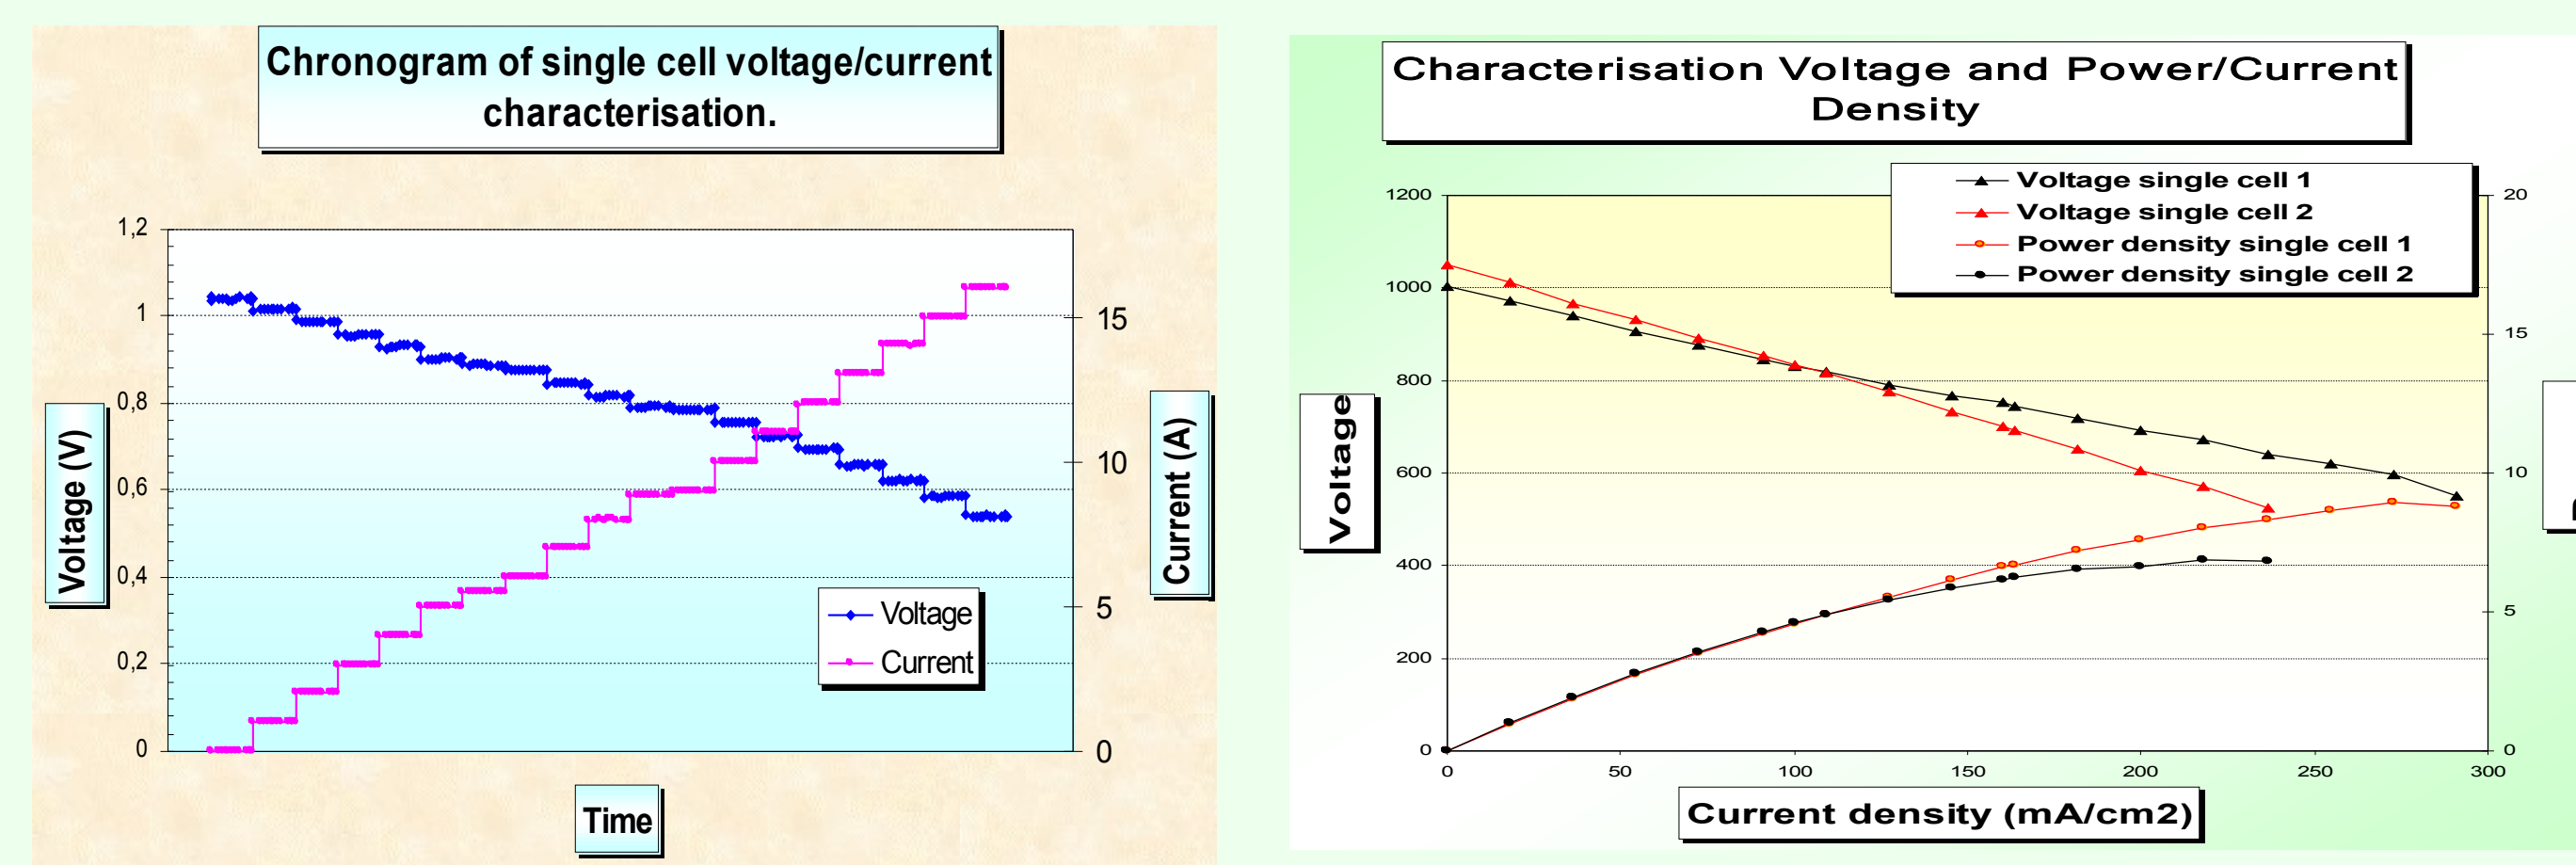 Chronogram of single cell voltage/current
characterisation.
1,2
1
0,8
0,6
0,4
0,2
0
15
10
5
0
Voltage (V)
Current (A)
Voltage
Current
Time
Characterisation Voltage and Power/Current
Density
Voltage single cell 1
Voltage single cell 2
Power density single cell 1
Power density single cell 2
1200
1000
800
600
400
200
0
20
15
10
5
0
Voltage
0 50 100 150 200 250 300
Current density (mA/cm2)